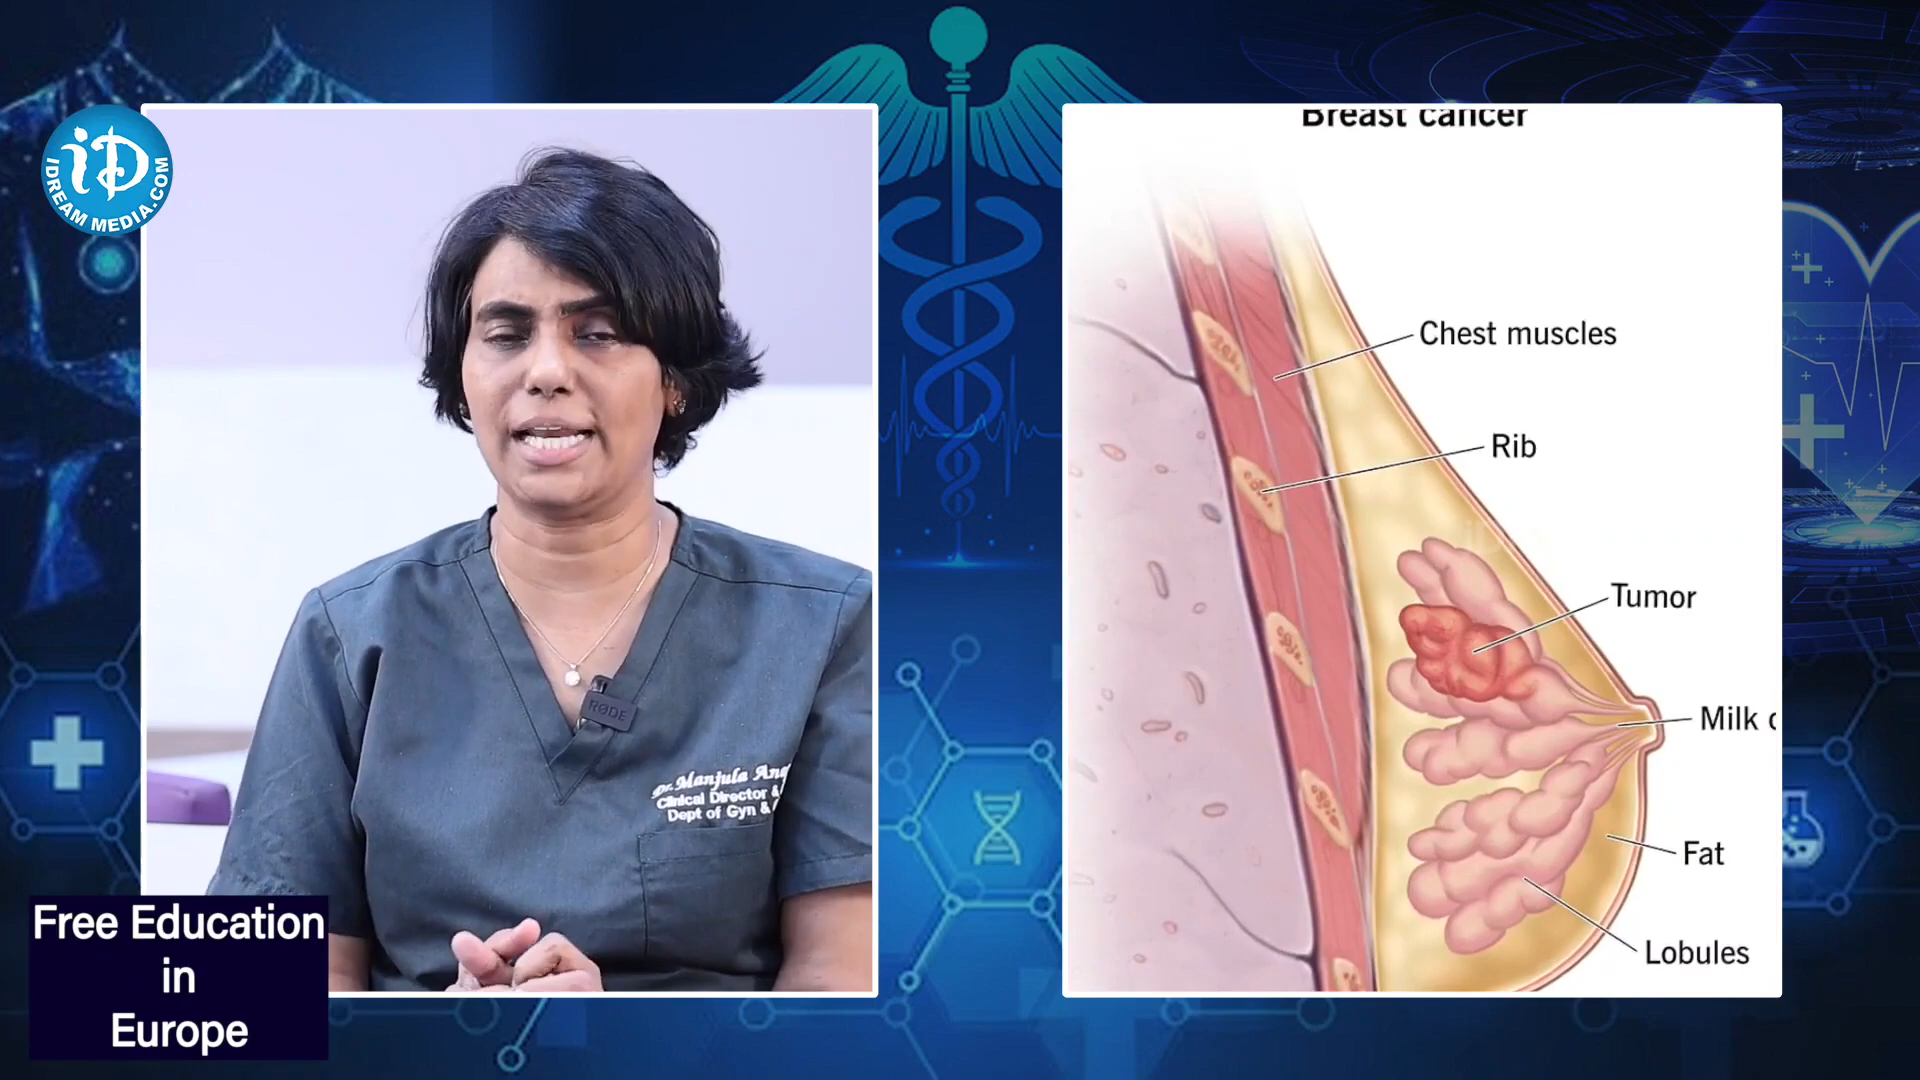 iD
IDREAM MEDIA.COM
Breast cancer
Chest muscles
Rib
Tumor
Milk
Fat
Lobules
RØDE
Dr. Manjula
Clinical Director &
Dept of Gyn &
Free Education
in
Europe